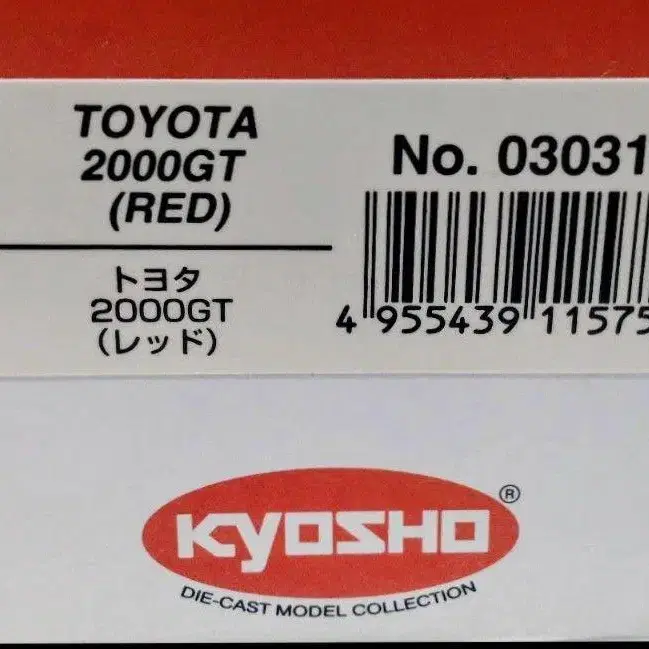 TOYOTA
2000GT
(RED)
トヨタ
2000GT
(レッド)
No. 03031
4 955439 11575
KYOSHO
®
DIE-CAST MODEL COLLECTION